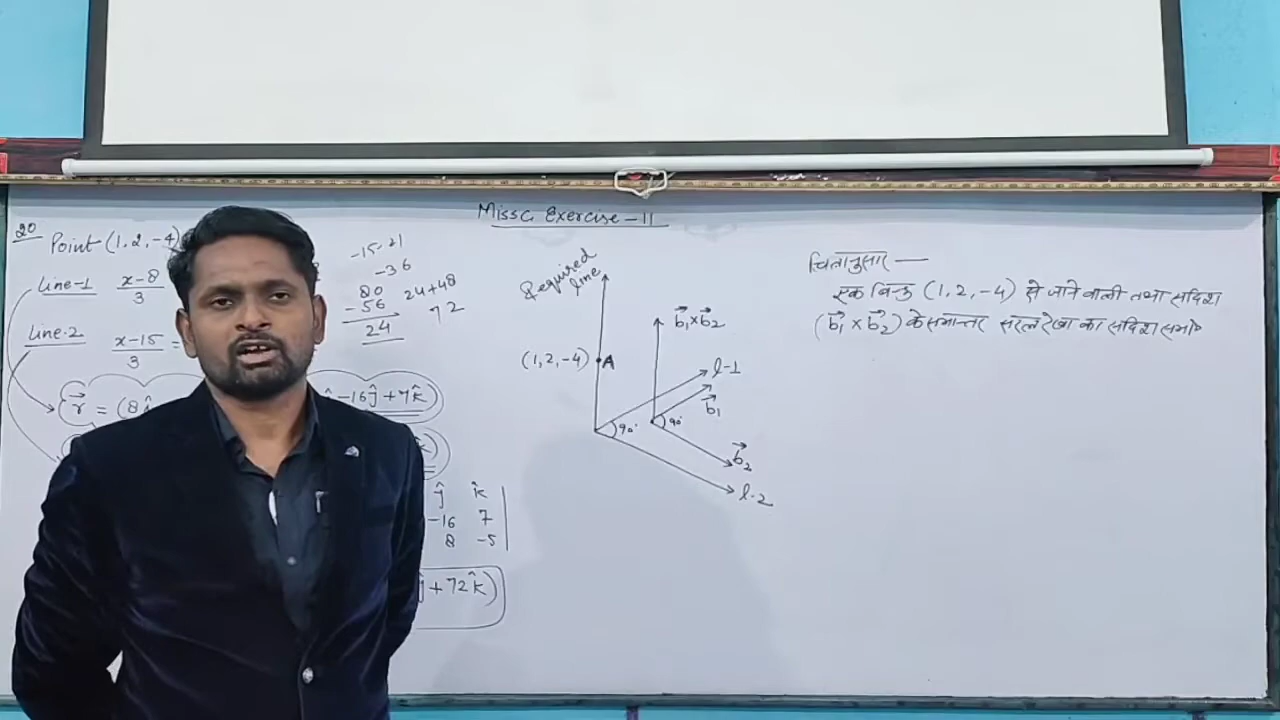 Missc. Exercise-11
20 Point (1, 2, -4)
Line-1 x-8/3
Line-2 x-15/3 =
-15-21
-36
80
-56
24
24+48
72
r⃗ = (8î
-16ĵ+7k̂)
k̂)
ĵ k̂
-16 7
8 -5
ĵ+72k̂)
Required
line
(1,2,-4) A
b⃗₁×b⃗₂
l-1
b⃗₁
90°
90°
b⃗₂
l-2
चित्रानुसार —
एक बिन्दु (1, 2, -4) से जाने वाली तथा सदिश
(b⃗₁ × b⃗₂) के समान्तर सरल रेखा का सदिश समी०